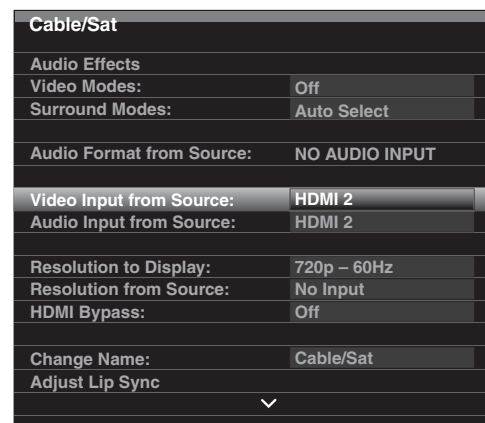 Cable/Sat
Audio Effects
Video Modes: Off
Surround Modes: Auto Select
Audio Format from Source: NO AUDIO INPUT
Video Input from Source: HDMI 2
Audio Input from Source: HDMI 2
Resolution to Display: 720p – 60Hz
Resolution from Source: No Input
HDMI Bypass: Off
Change Name: Cable/Sat
Adjust Lip Sync